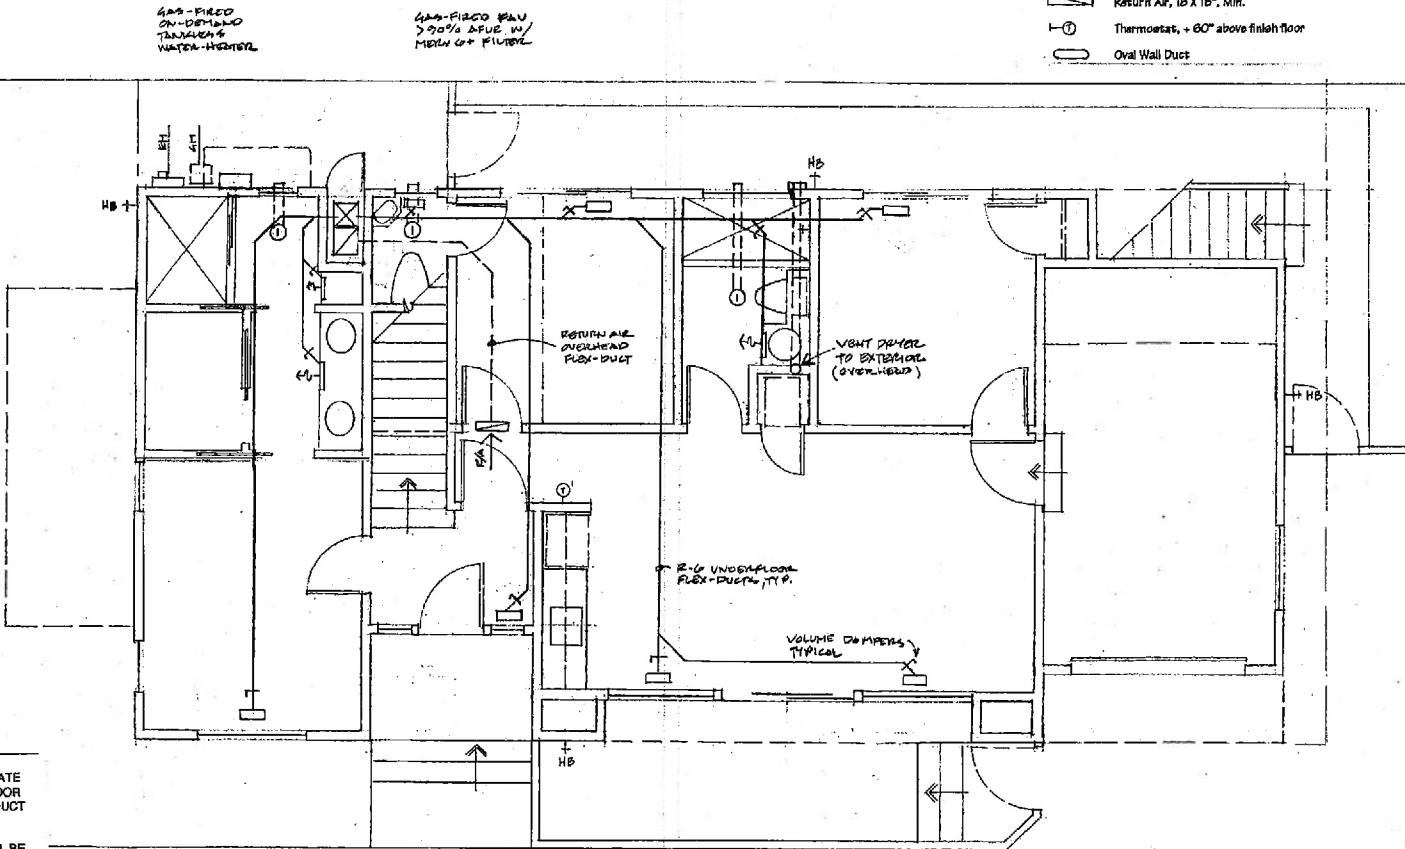 GAS-FIRED
ON-DEMAND
TANKLESS
WATER-HEATER
GAS-FIRED FAU
>90% AFUE W/
MERV 6+ FILTER
Return Air, 18 x 18", Min.
T
Thermostat, + 60" above finish floor
Oval Wall Duct
EM
GM
HB
HB
RETURN AIR
OVERHEAD
FLEX-DUCT
VENT DRYER
TO EXTERIOR
(OVERHEAD)
HB
R/A
T
R-6 UNDERFLOOR
FLEX-DUCTS, TYP.
VOLUME DAMPERS
TYPICAL
HB
ATE
OOR
UCT
BE